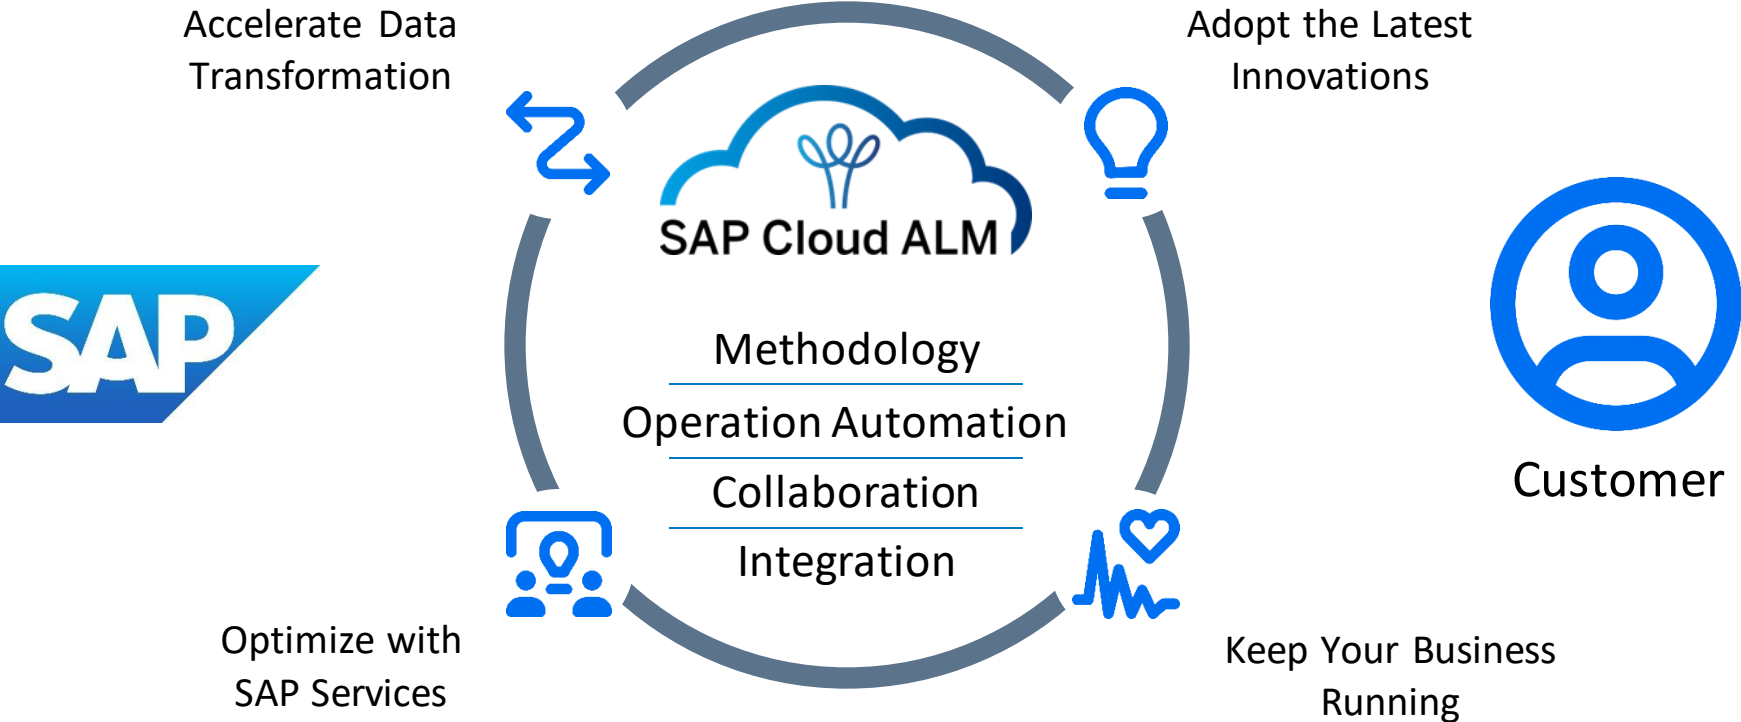 Accelerate Data
Transformation
Adopt the Latest
Innovations
SAP Cloud ALM
SAP
Methodology
Operation Automation
Collaboration
Integration
Customer
Optimize with
SAP Services
Keep Your Business
Running